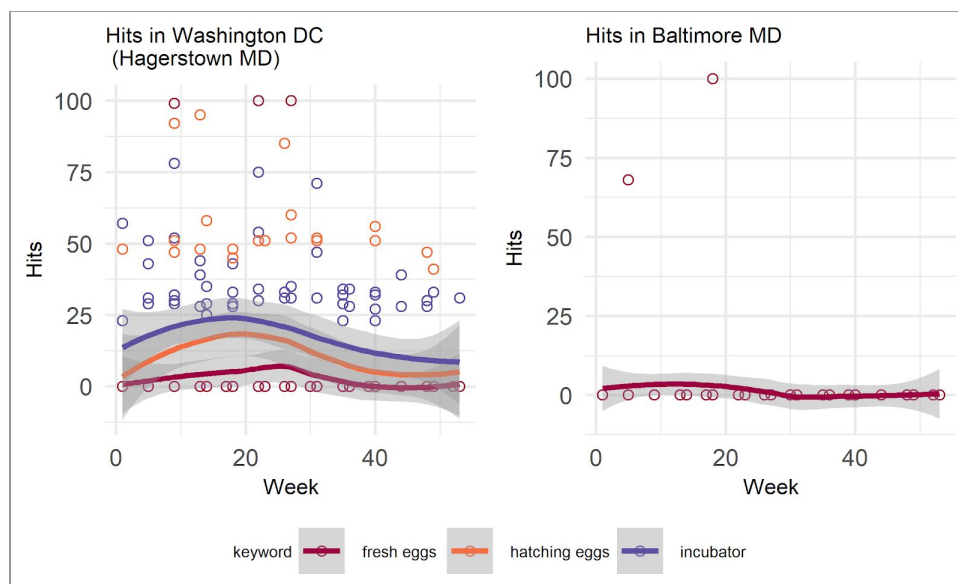 Hits in Washington DC
(Hagerstown MD)
Hits in Baltimore MD
100
75
50
25
0
Hits
0 20 40
Week
100
75
50
25
0
Hits
0 20 40
Week
keyword fresh eggs hatching eggs incubator